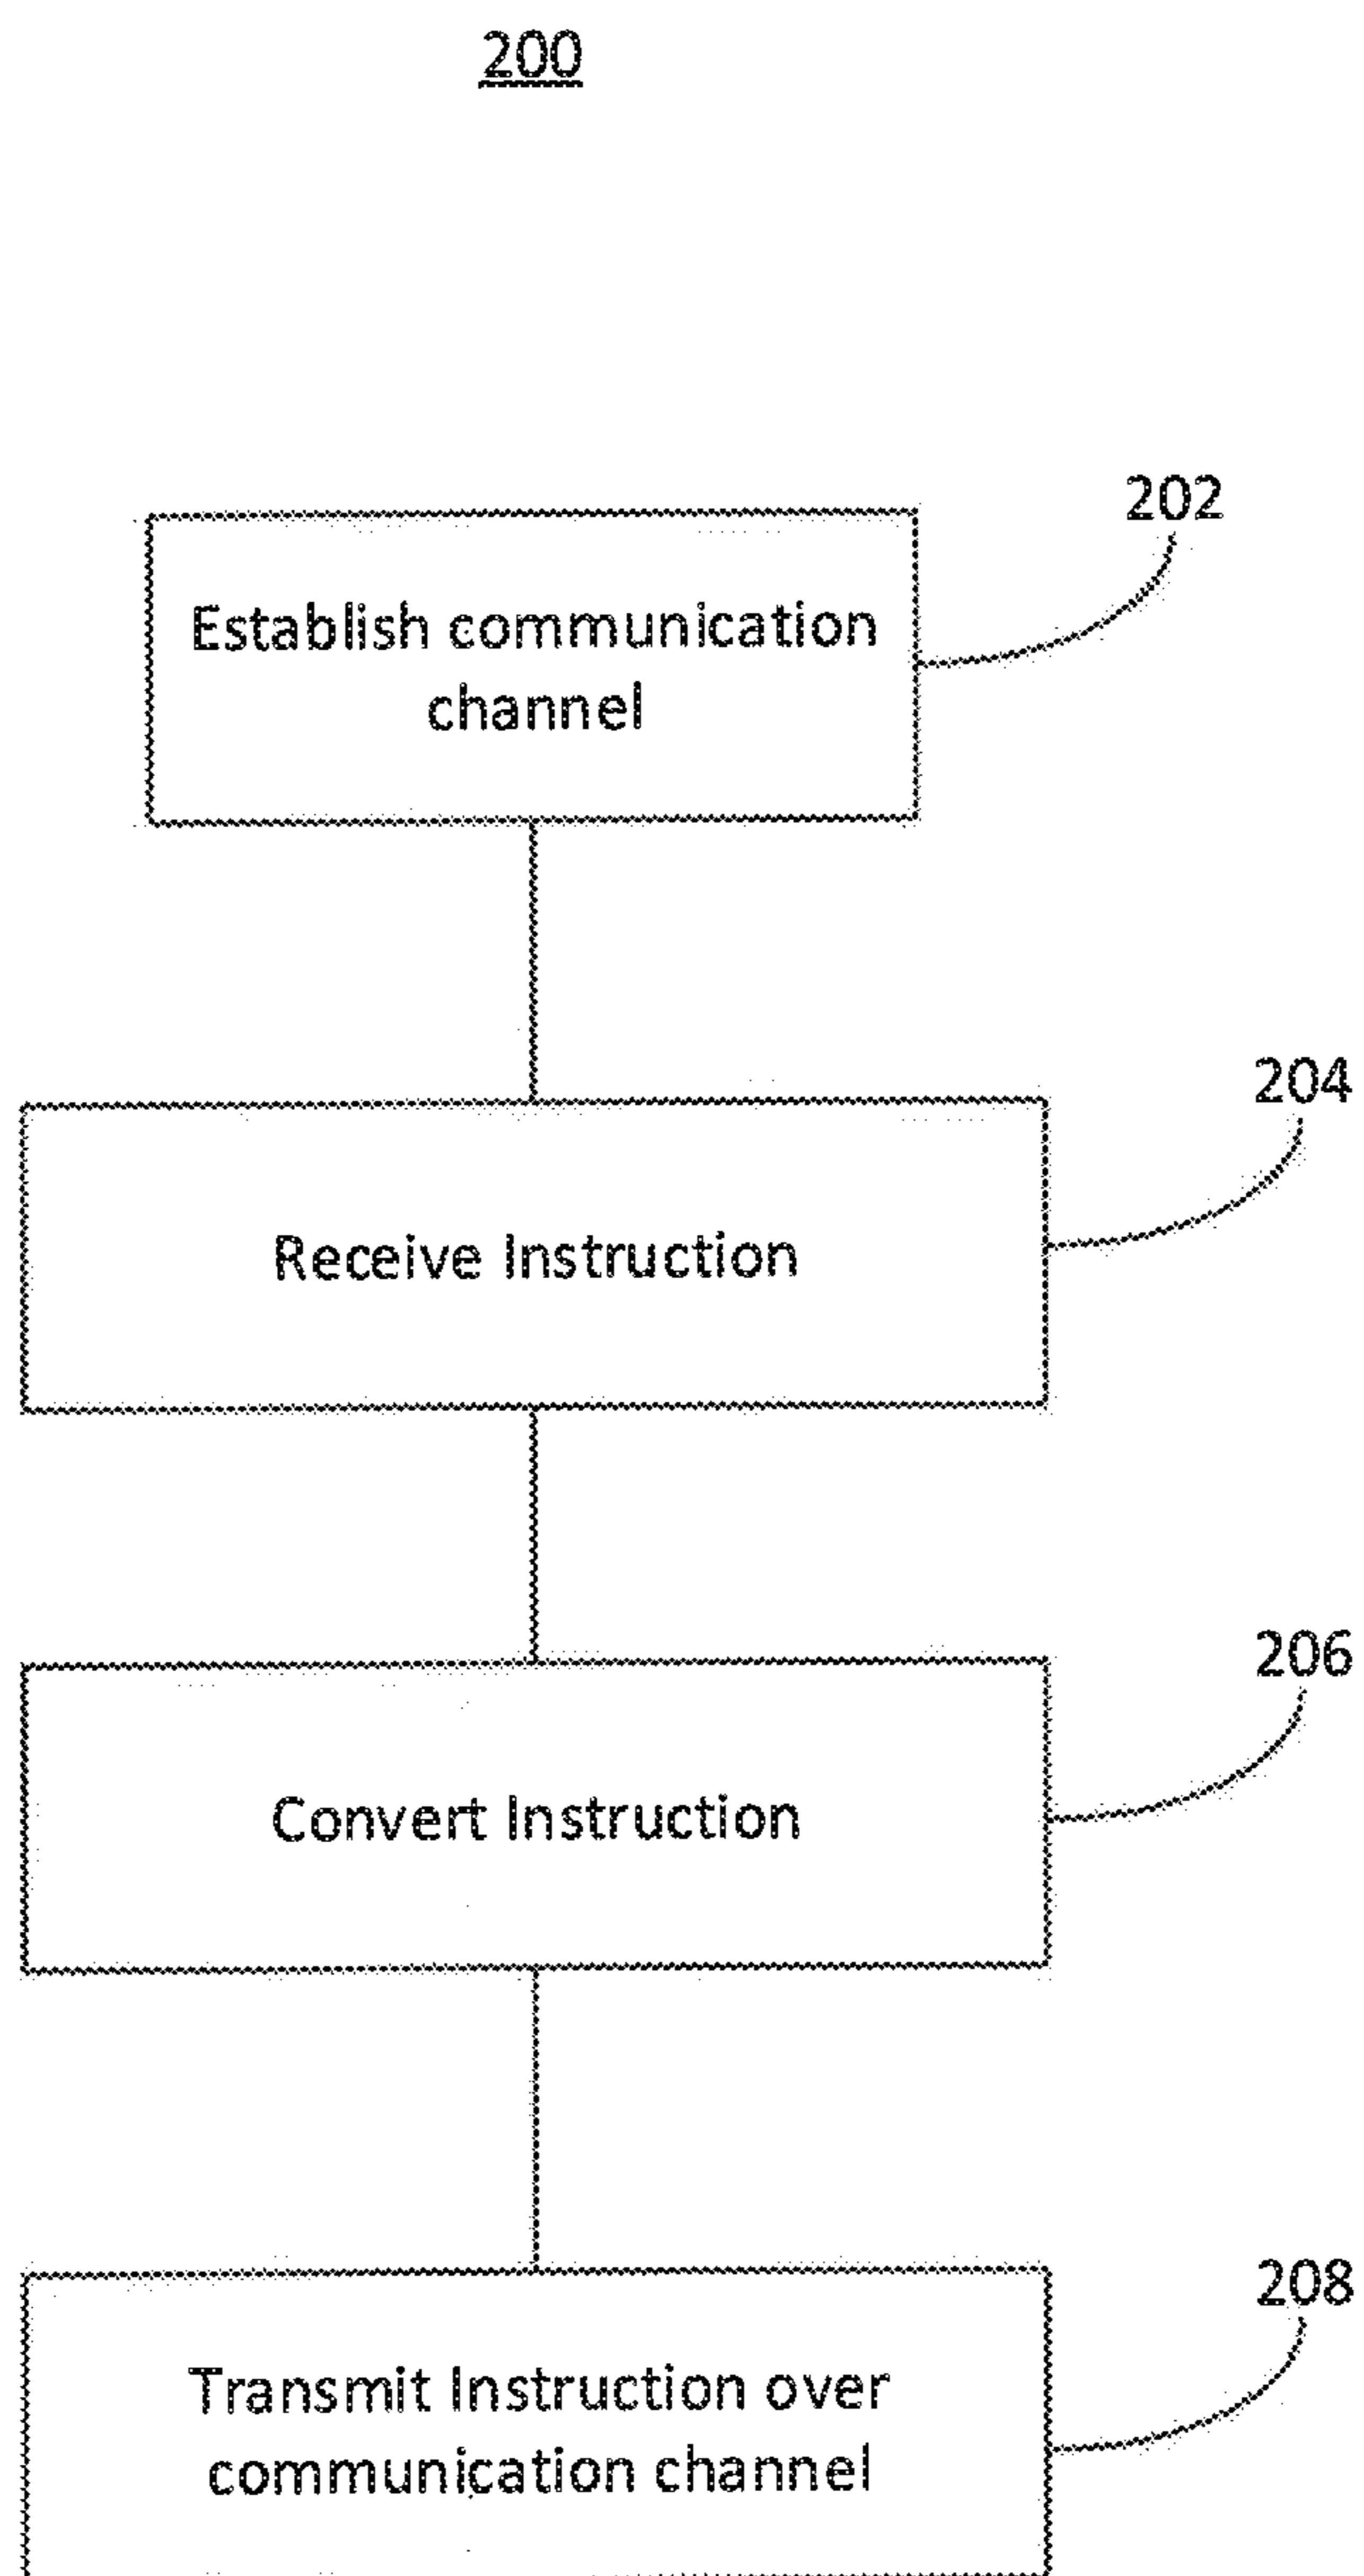 200
202
Establish communication
channel
204
Receive Instruction
206
Convert Instruction
208
Transmit Instruction over
communication channel